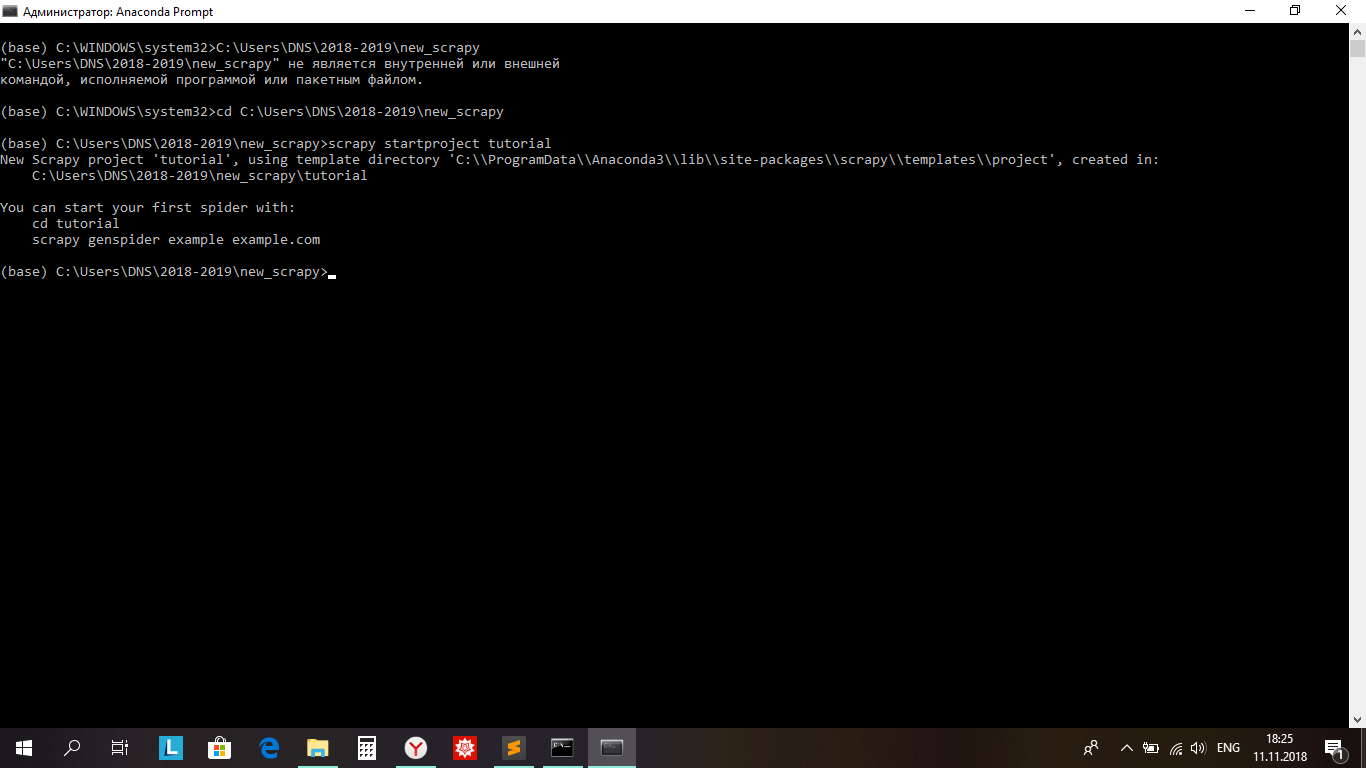 Администратор: Anaconda Prompt
(base) C:\WINDOWS\system32>C:\Users\DNS\2018-2019\new_scrapy
"C:\Users\DNS\2018-2019\new_scrapy" не является внутренней или внешней
командой, исполняемой программой или пакетным файлом.
(base) C:\WINDOWS\system32>cd C:\Users\DNS\2018-2019\new_scrapy
(base) C:\Users\DNS\2018-2019\new_scrapy>scrapy startproject tutorial
New Scrapy project 'tutorial', using template directory 'C:\\ProgramData\\Anaconda3\\lib\\site-packages\\scrapy\\templates\\project', created in:
    C:\Users\DNS\2018-2019\new_scrapy\tutorial
You can start your first spider with:
    cd tutorial
    scrapy genspider example example.com
(base) C:\Users\DNS\2018-2019\new_scrapy>
L
Y
S
C:\.
ENG
18:25
11.11.2018
1